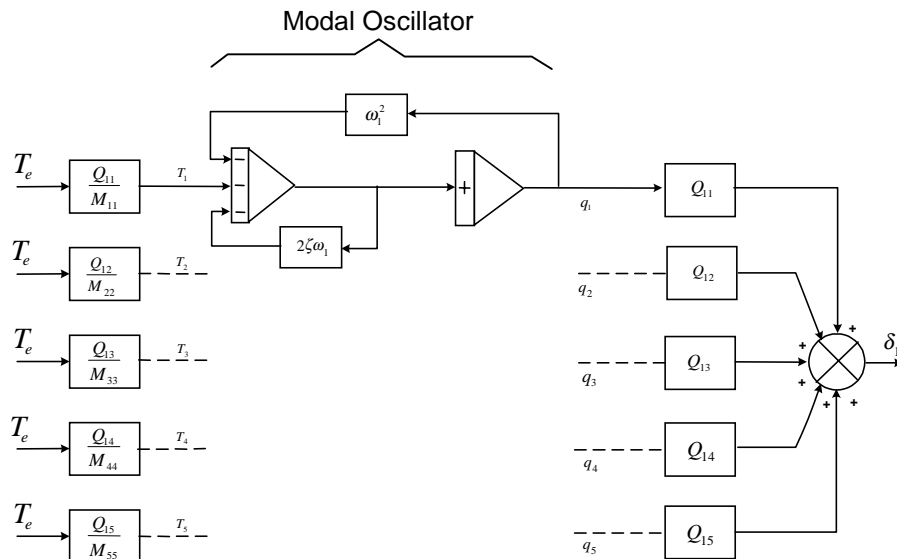 Modal Oscillator
ω₁²
Tₑ Q₁₁/M₁₁ T₁ − − − + q₁ Q₁₁
2ζω₁
Tₑ Q₁₂/M₂₂ T₂ q₂ Q₁₂
+
Tₑ Q₁₃/M₃₃ T₃ q₃ Q₁₃ + + δ₁
+ +
Tₑ Q₁₄/M₄₄ T₄ q₄ Q₁₄
Tₑ Q₁₅/M₅₅ T₅ q₅ Q₁₅